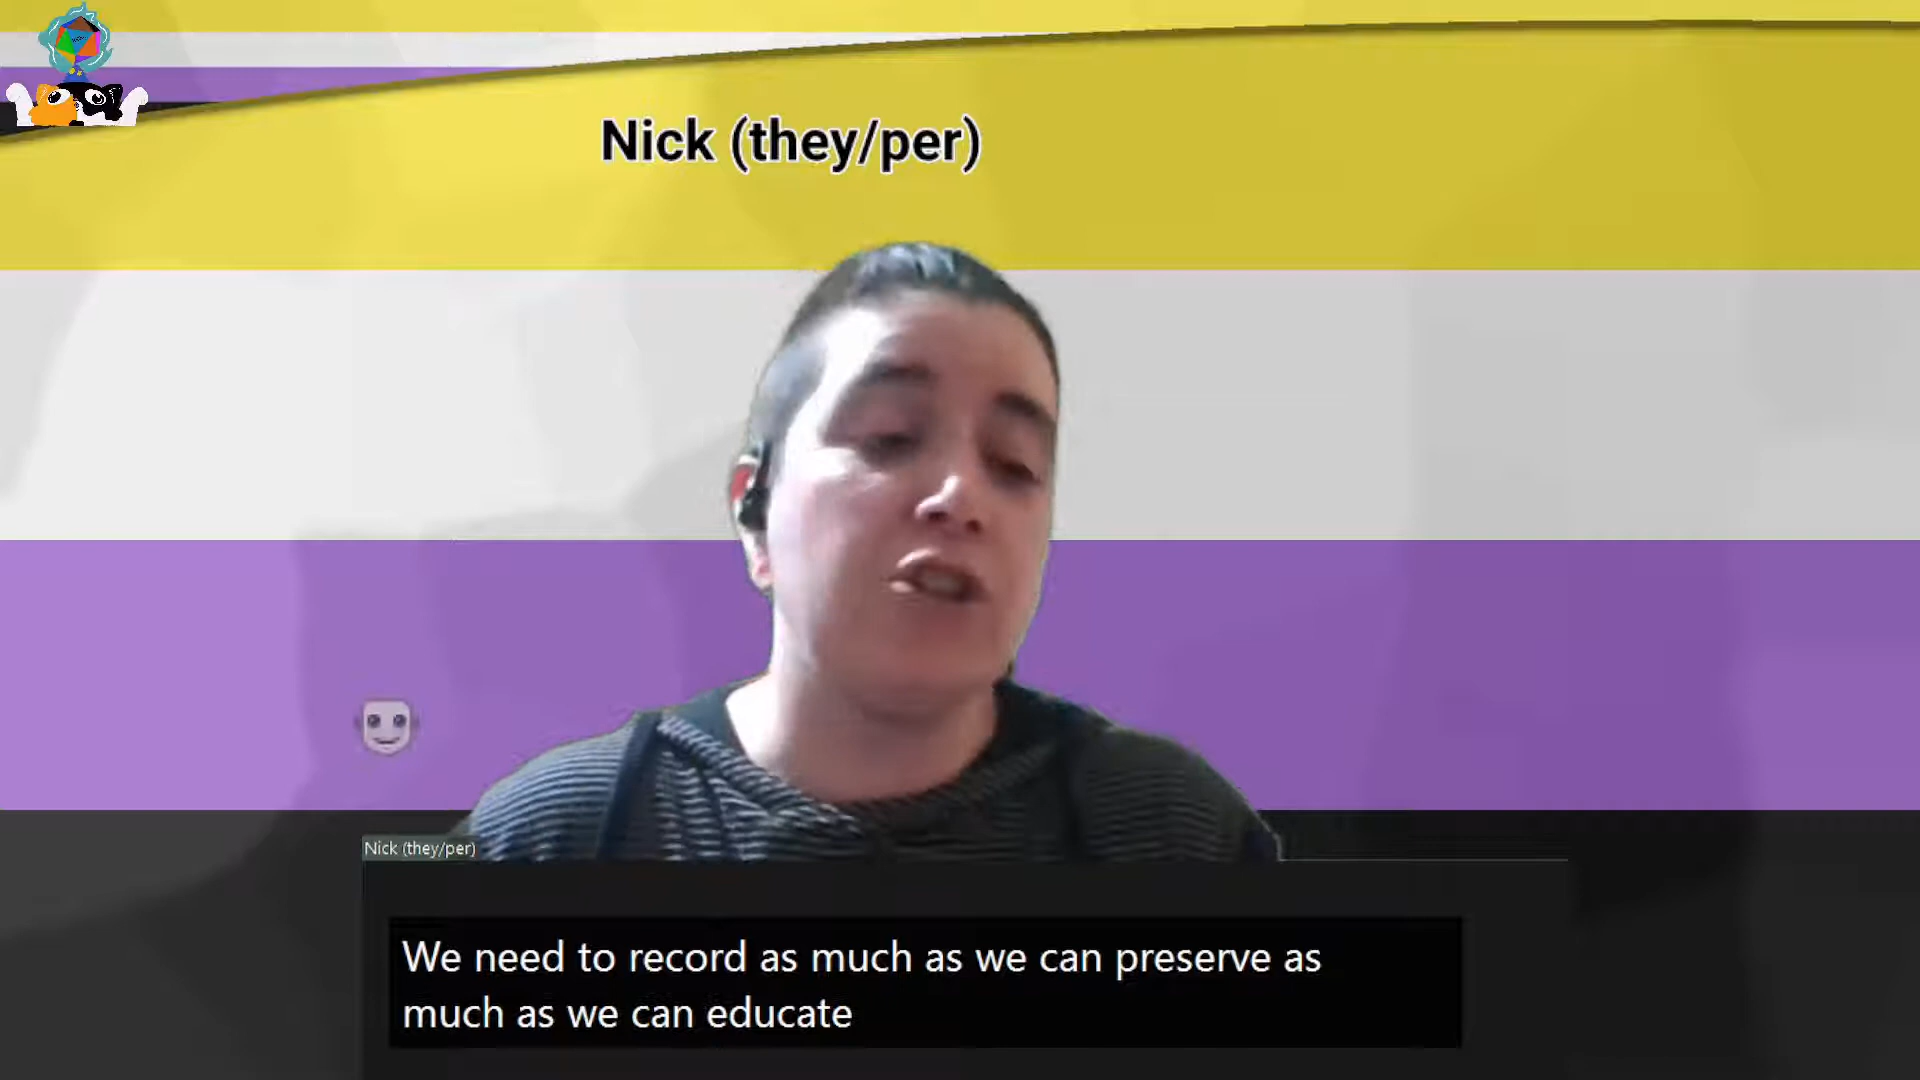 Nick (they/per)
Nick (they/per)
We need to record as much as we can preserve as
much as we can educate